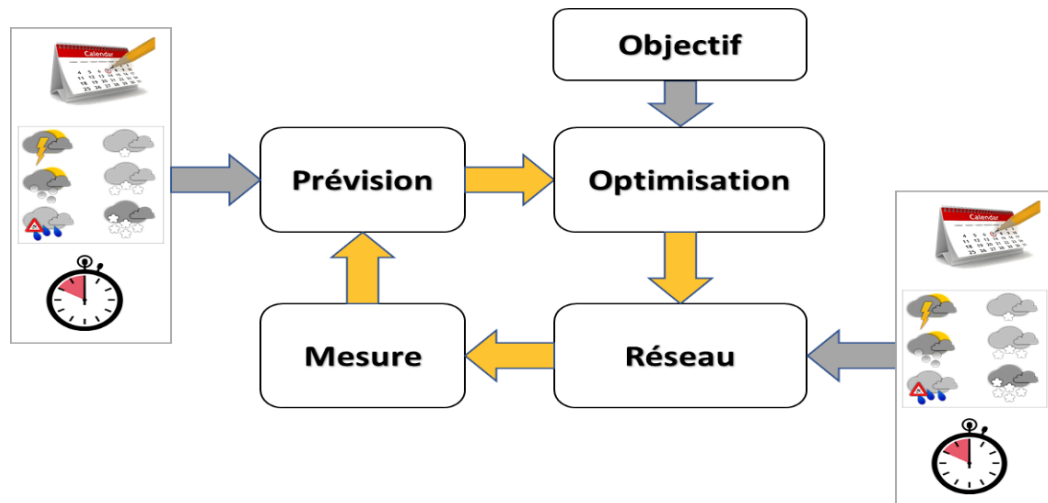 Objectif
Calendar
Prévision
Optimisation
Calendar
Mesure
Réseau